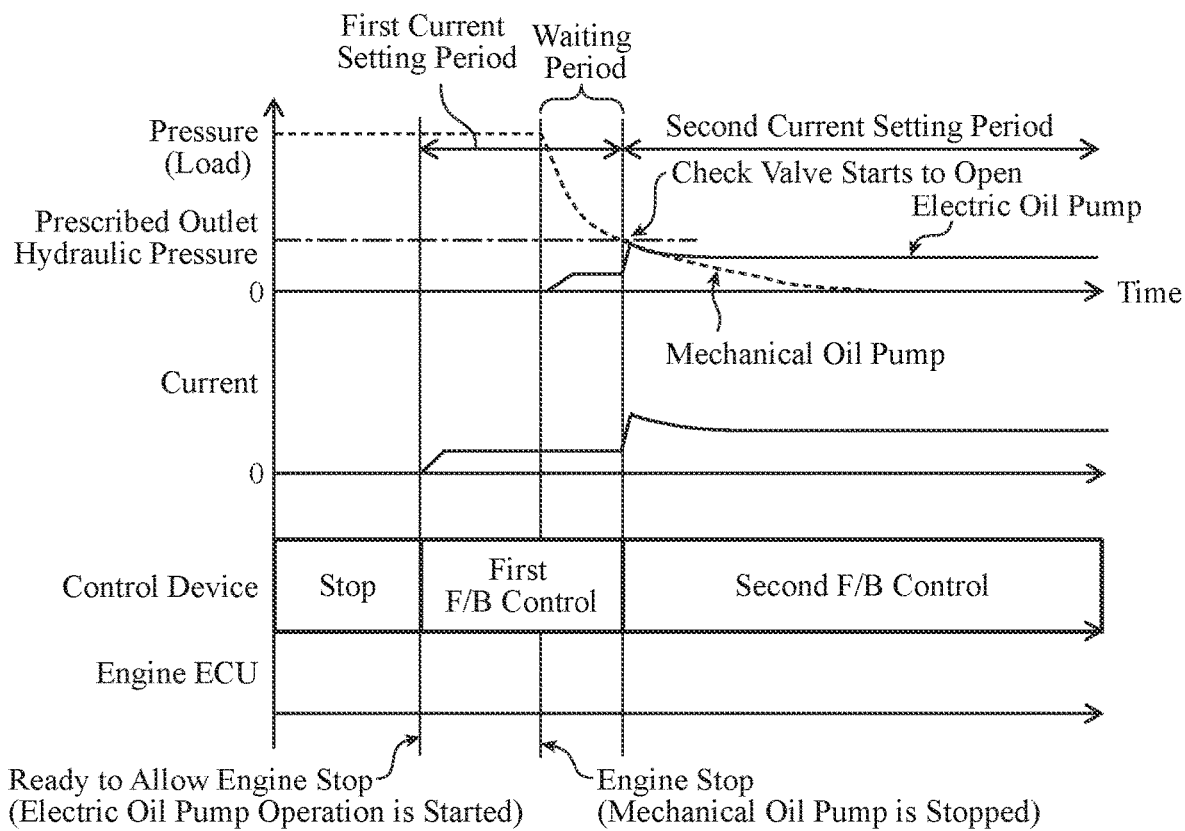 First Current
Setting Period
Waiting
Period
Pressure
(Load)
Second Current Setting Period
Check Valve Starts to Open
Electric Oil Pump
Prescribed Outlet
Hydraulic Pressure
0
Time
Mechanical Oil Pump
Current
0
Control Device
Stop
First
F/B Control
Second F/B Control
Engine ECU
Ready to Allow Engine Stop
(Electric Oil Pump Operation is Started)
Engine Stop
(Mechanical Oil Pump is Stopped)